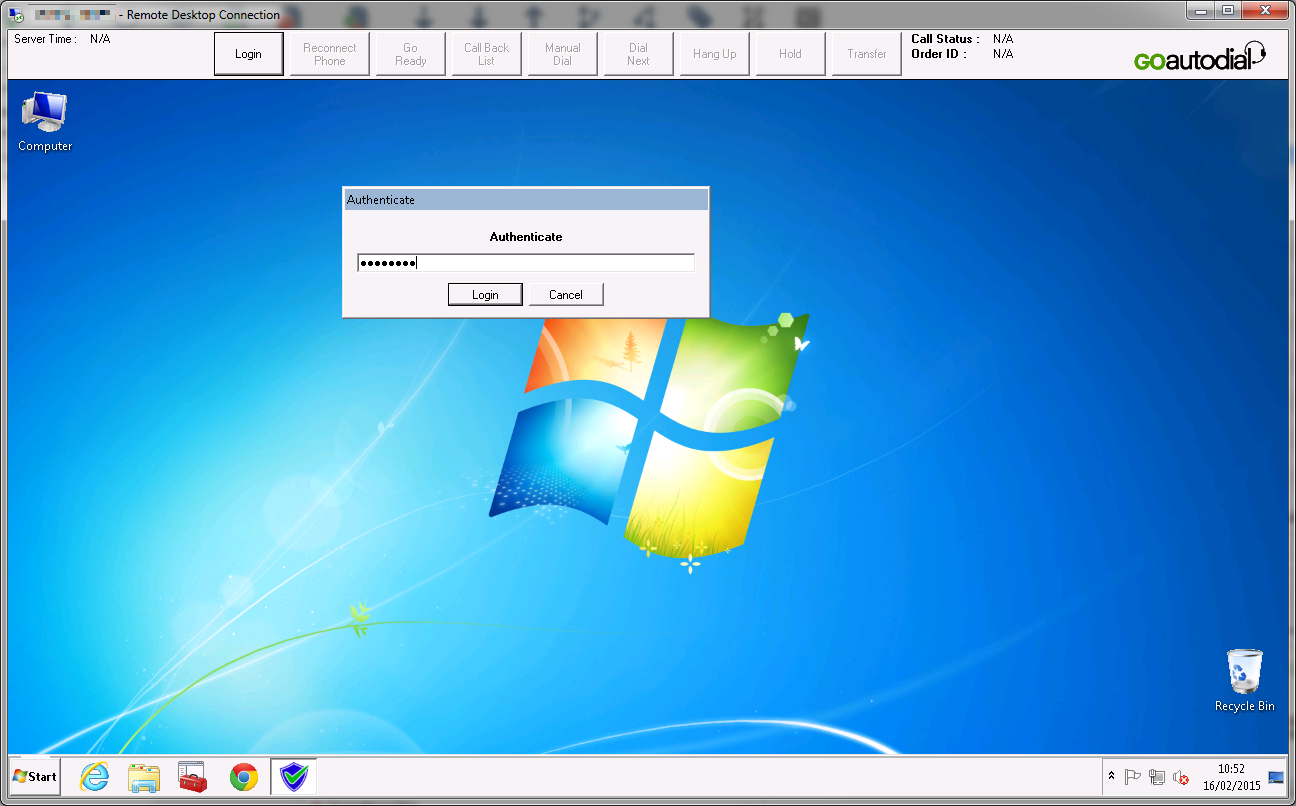 - Remote Desktop Connection
Server Time : N/A
Login
Reconnect
Phone
Go
Ready
Call Back
List
Manual
Dial
Dial
Next
Hang Up
Hold
Transfer
Call Status : N/A
Order ID : N/A
GOautodial
Computer
Authenticate
Authenticate
Login
Cancel
Recycle Bin
Start
10:52
16/02/2015